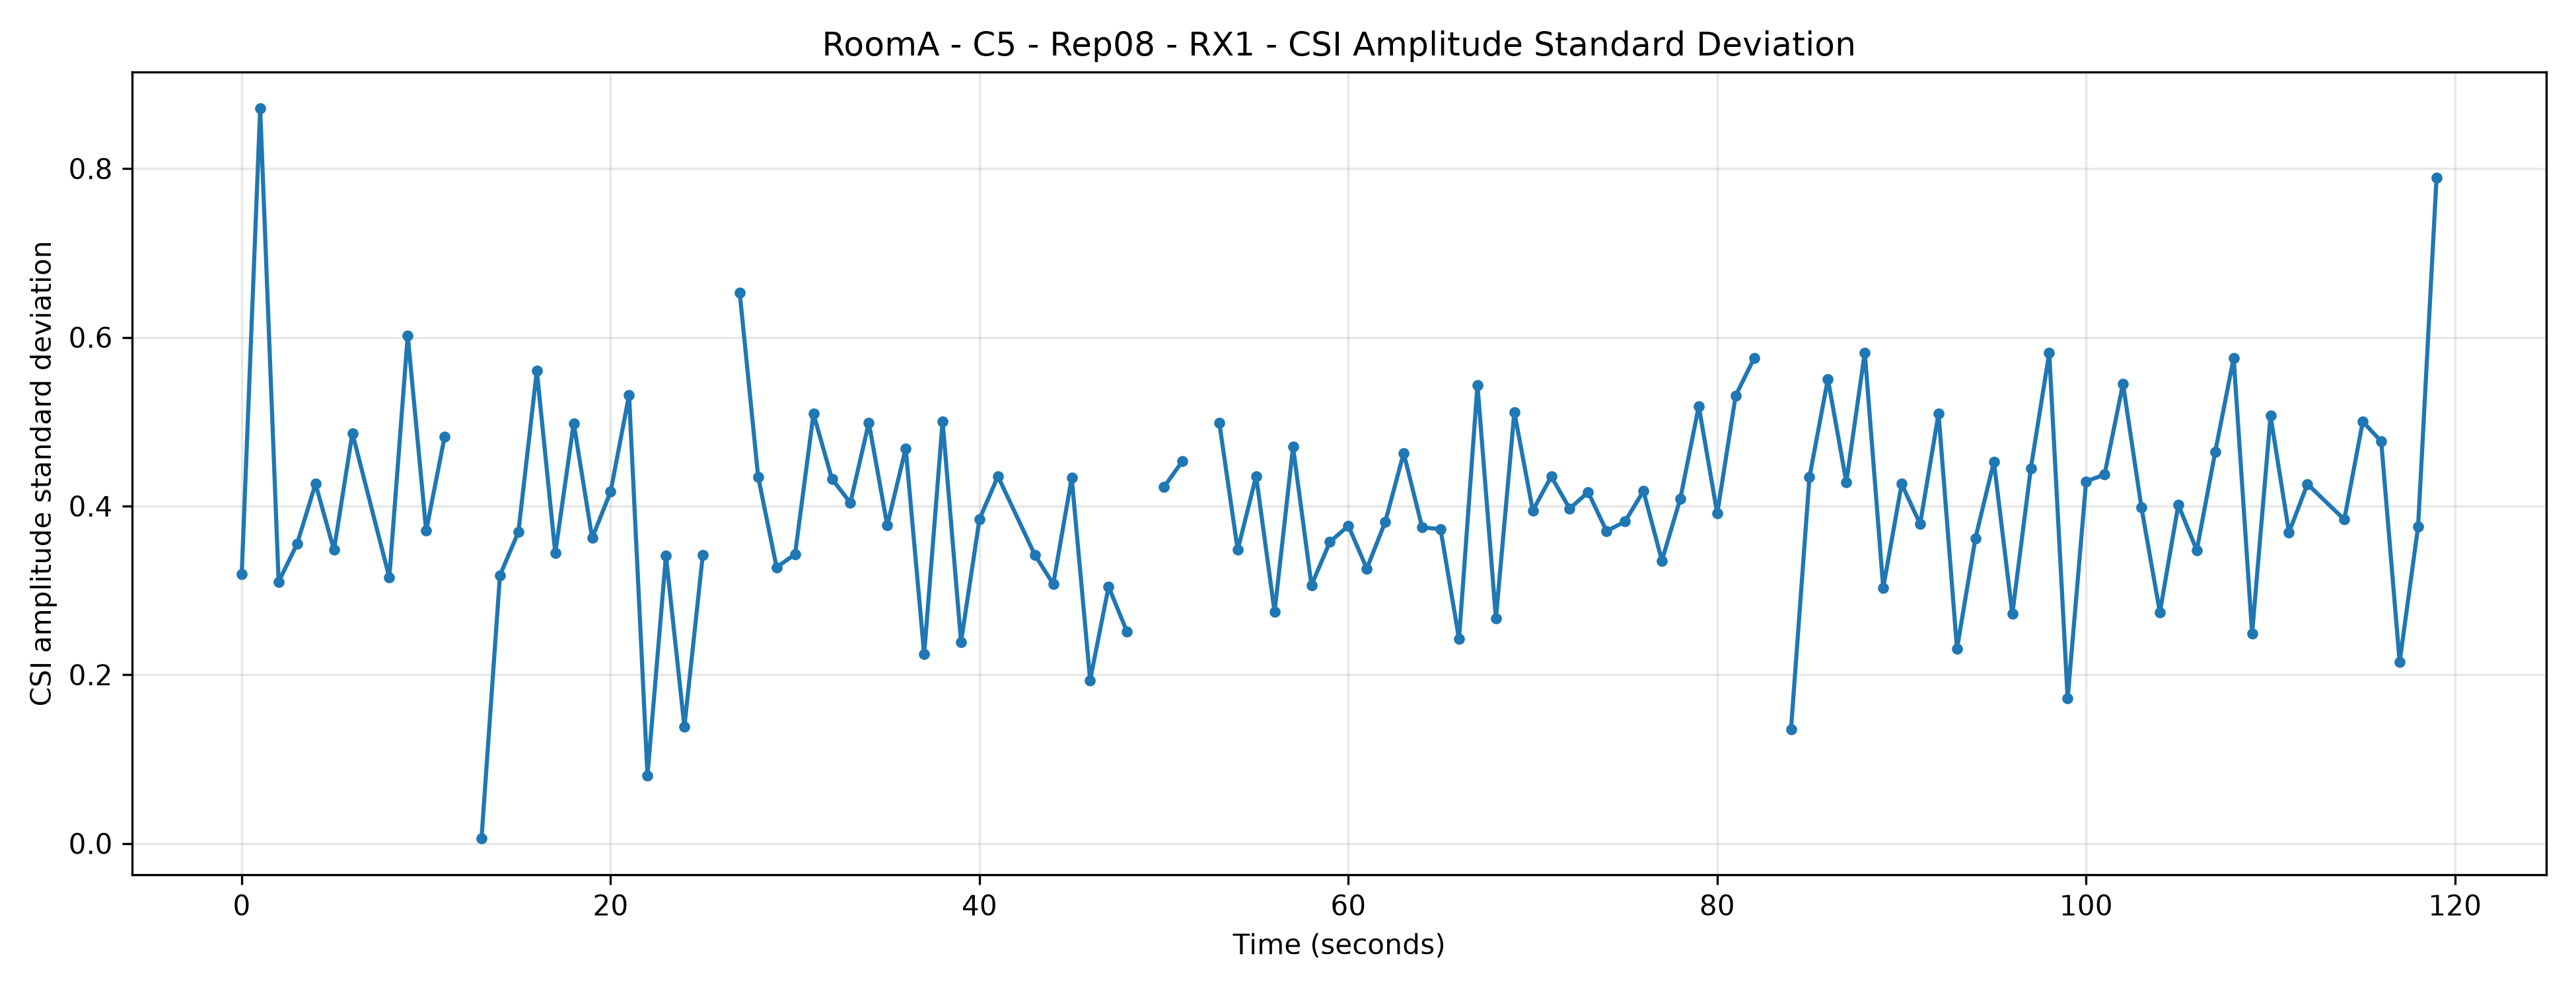 RoomA - C5 - Rep08 - RX1 - CSI Amplitude Standard Deviation
CSI amplitude standard deviation
0.8
0.6
0.4
0.2
0.0
0 20 40 60 80 100 120
Time (seconds)